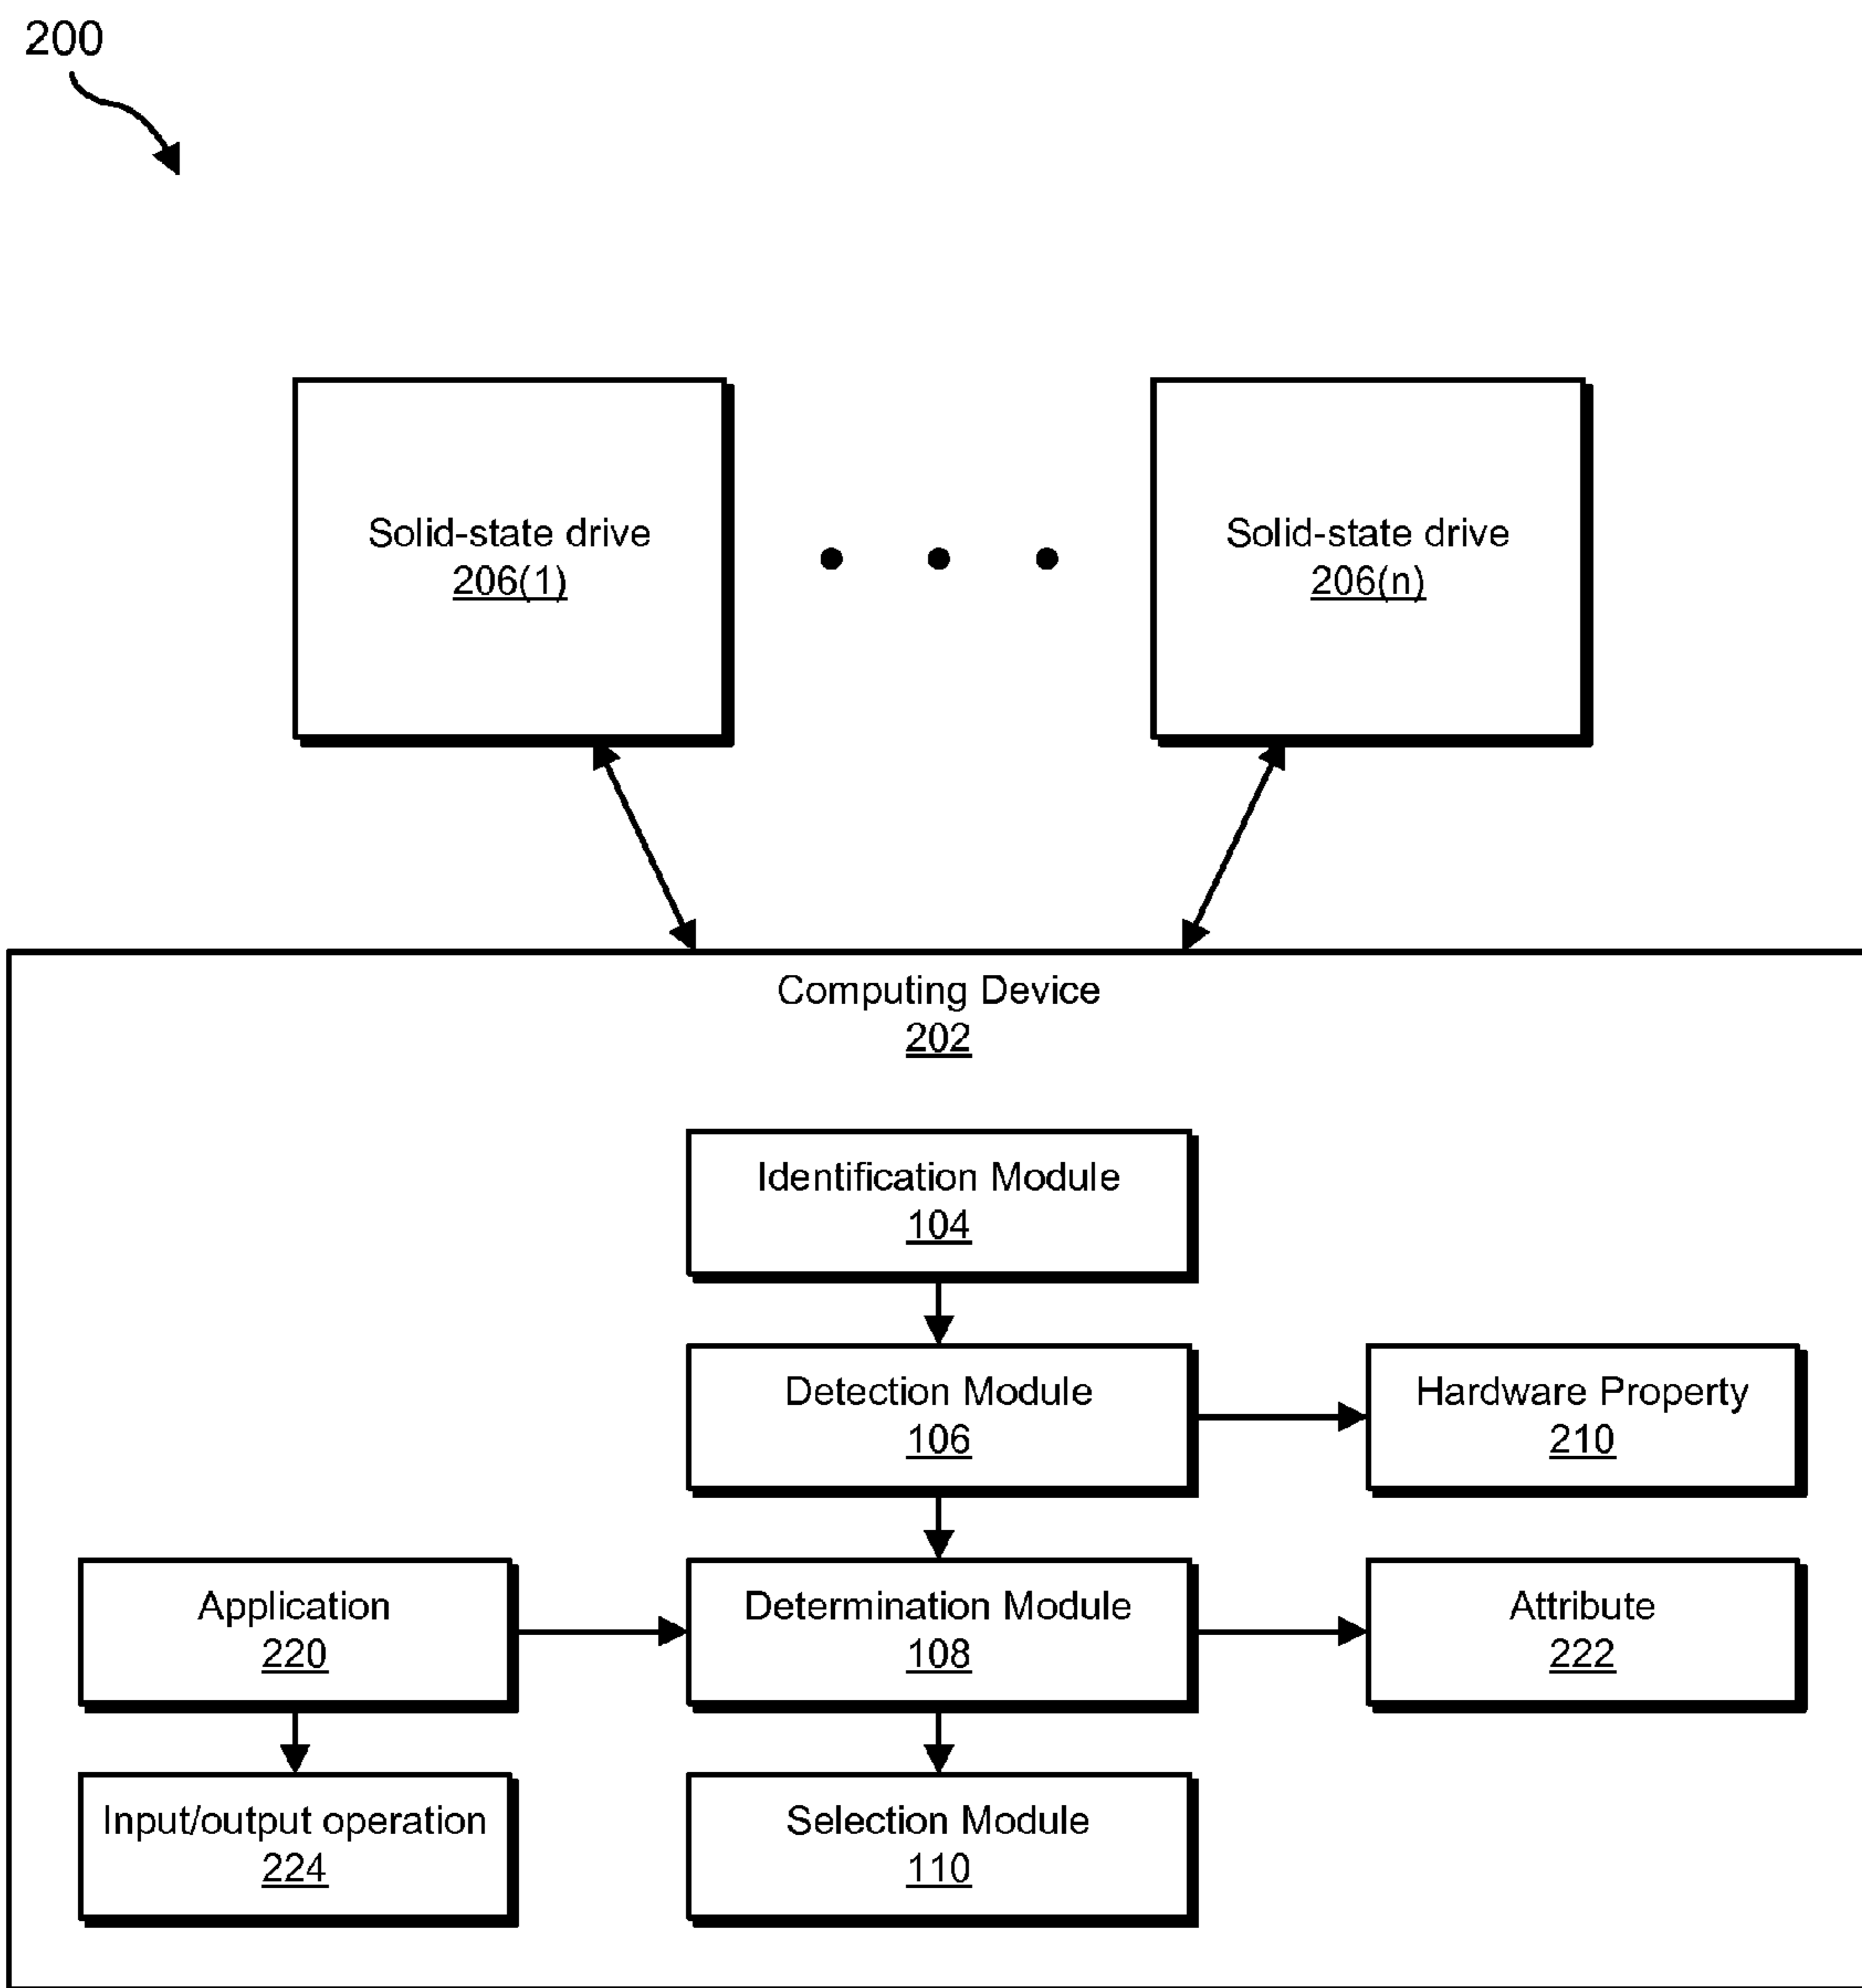 200
Solid-state drive
206(1)
Solid-state drive
206(n)
Computing Device
202
Identification Module
104
Detection Module
106
Hardware Property
210
Application
220
Determination Module
108
Attribute
222
Input/output operation
224
Selection Module
110